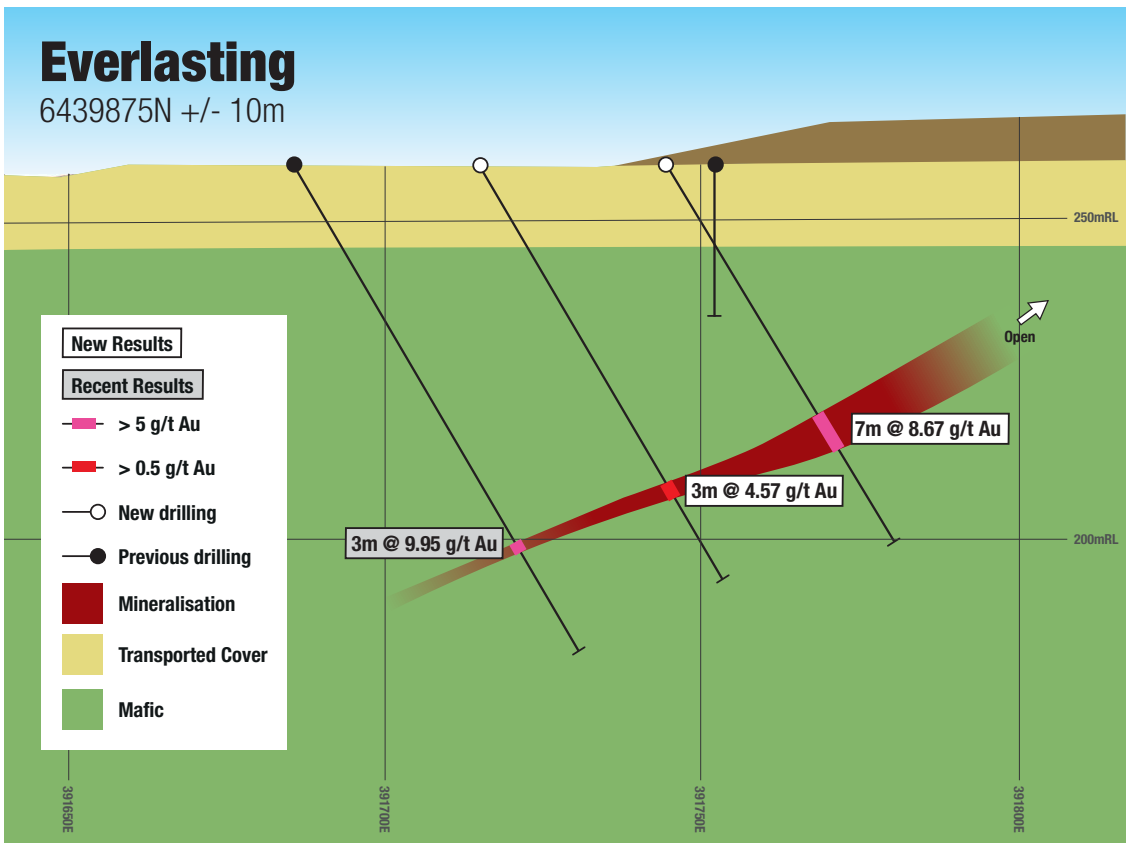 Everlasting
6439875N +/- 10m
250mRL
Open
7m @ 8.67 g/t Au
3m @ 4.57 g/t Au
3m @ 9.95 g/t Au
200mRL
New Results
Recent Results
> 5 g/t Au
> 0.5 g/t Au
New drilling
Previous drilling
Mineralisation
Transported Cover
Mafic
391650E
391700E
391750E
391800E